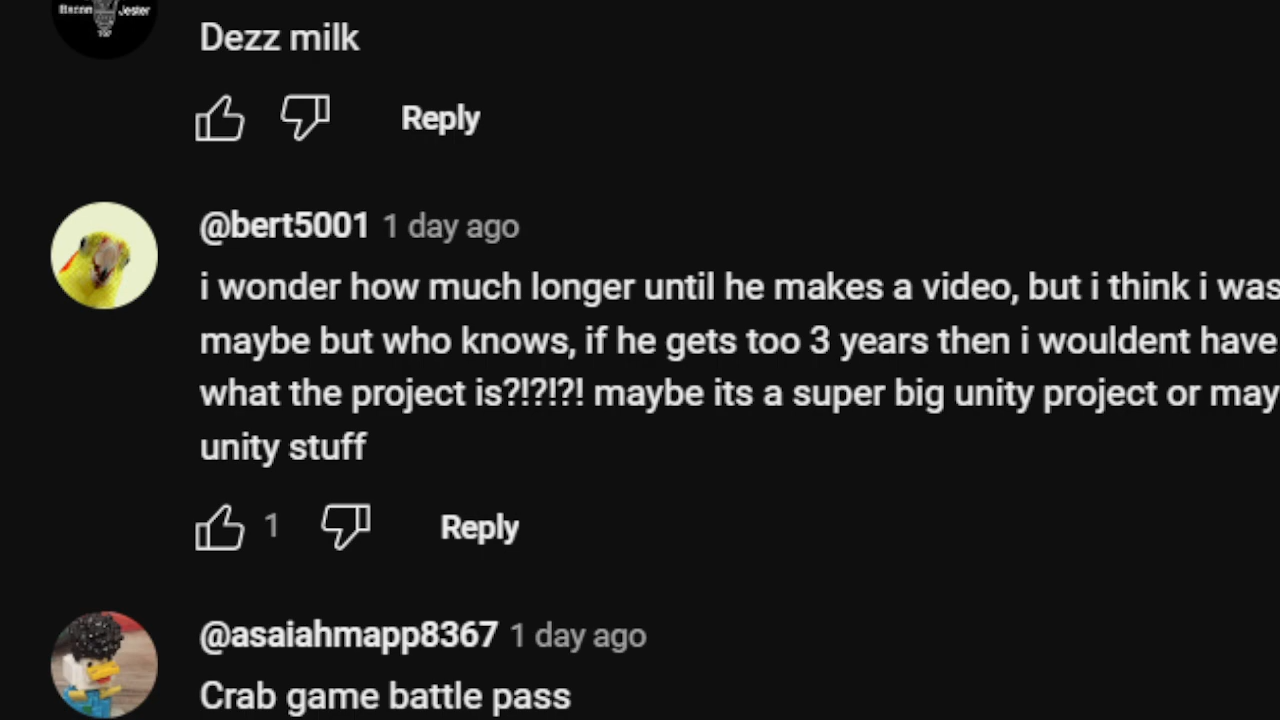 Jester
Dezz milk
Reply
@bert5001 1 day ago
i wonder how much longer until he makes a video, but i think i was
maybe but who knows, if he gets too 3 years then i wouldent have
what the project is?!?!?! maybe its a super big unity project or may
unity stuff
1 Reply
@asaiahmapp8367 1 day ago
Crab game battle pass